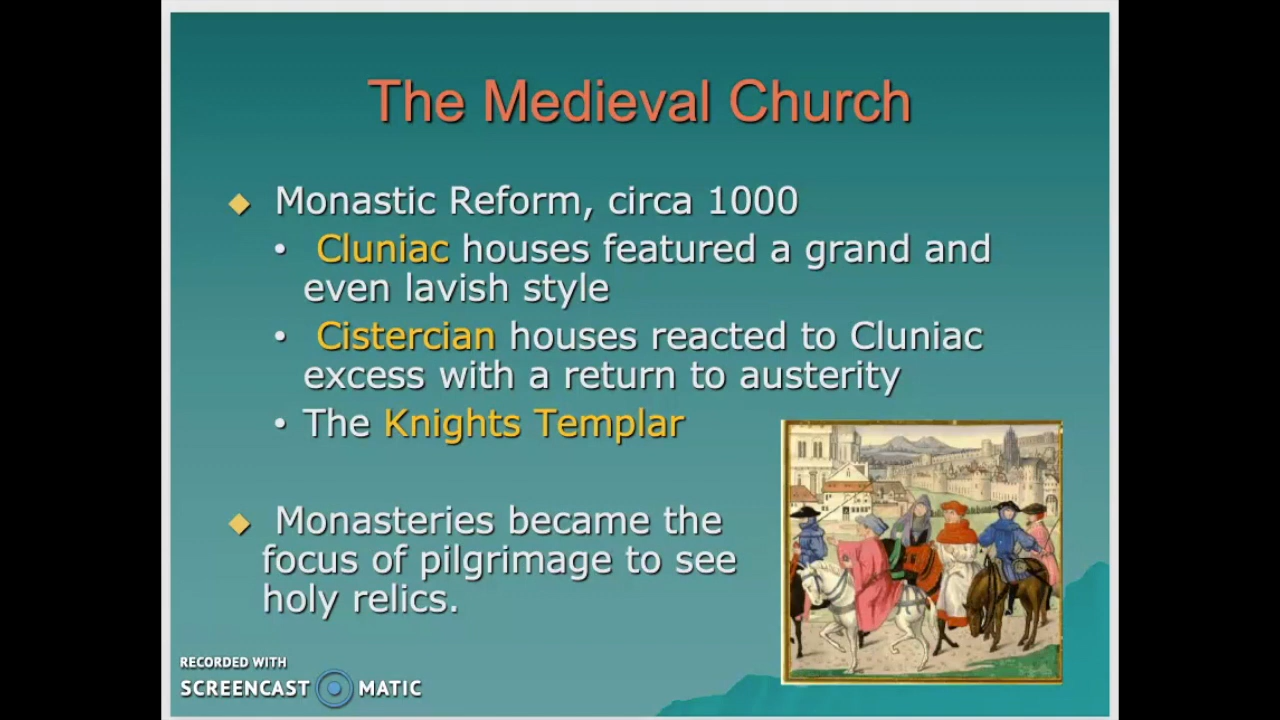 The Medieval Church
Monastic Reform, circa 1000
• Cluniac houses featured a grand and
even lavish style
• Cistercian houses reacted to Cluniac
excess with a return to austerity
• The Knights Templar
Monasteries became the
focus of pilgrimage to see
holy relics.
RECORDED WITH
SCREENCAST MATIC